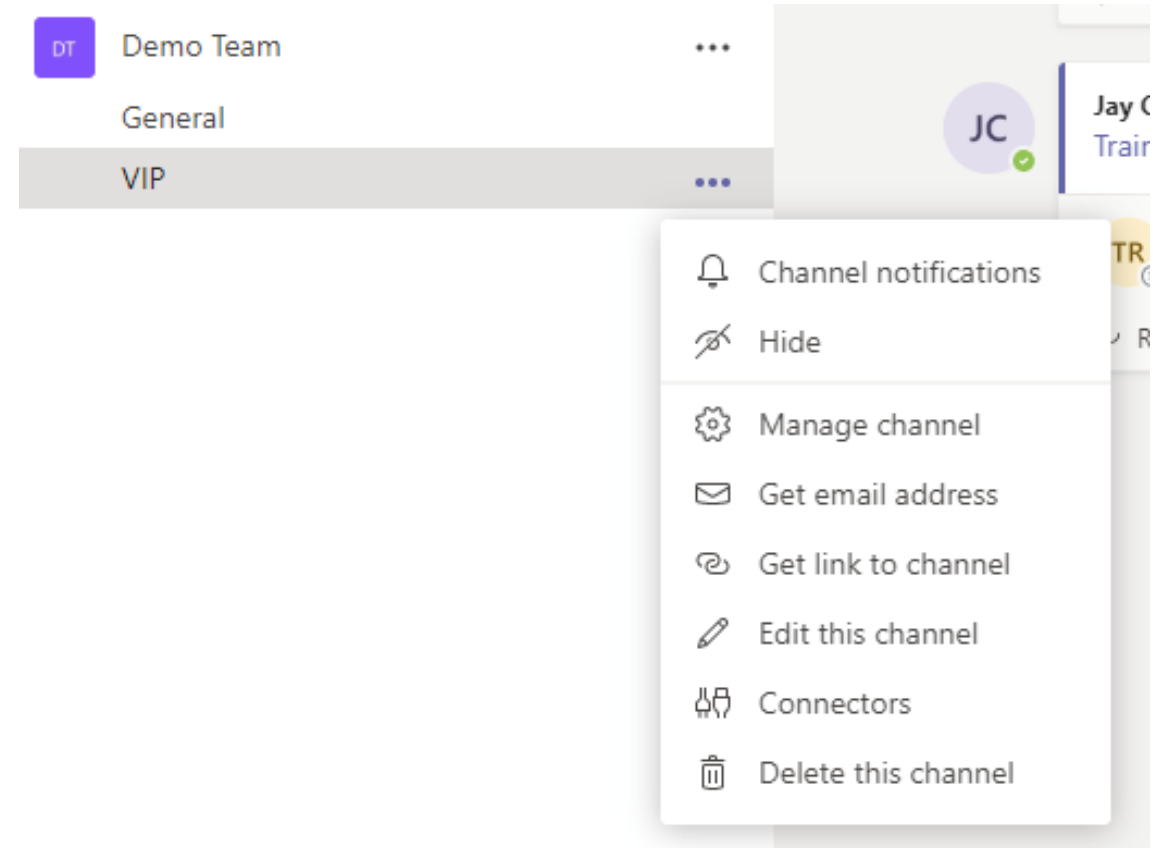 DT
Demo Team
General
VIP
Channel notifications
Hide
Manage channel
Get email address
Get link to channel
Edit this channel
Connectors
Delete this channel
JC
Jay
TR